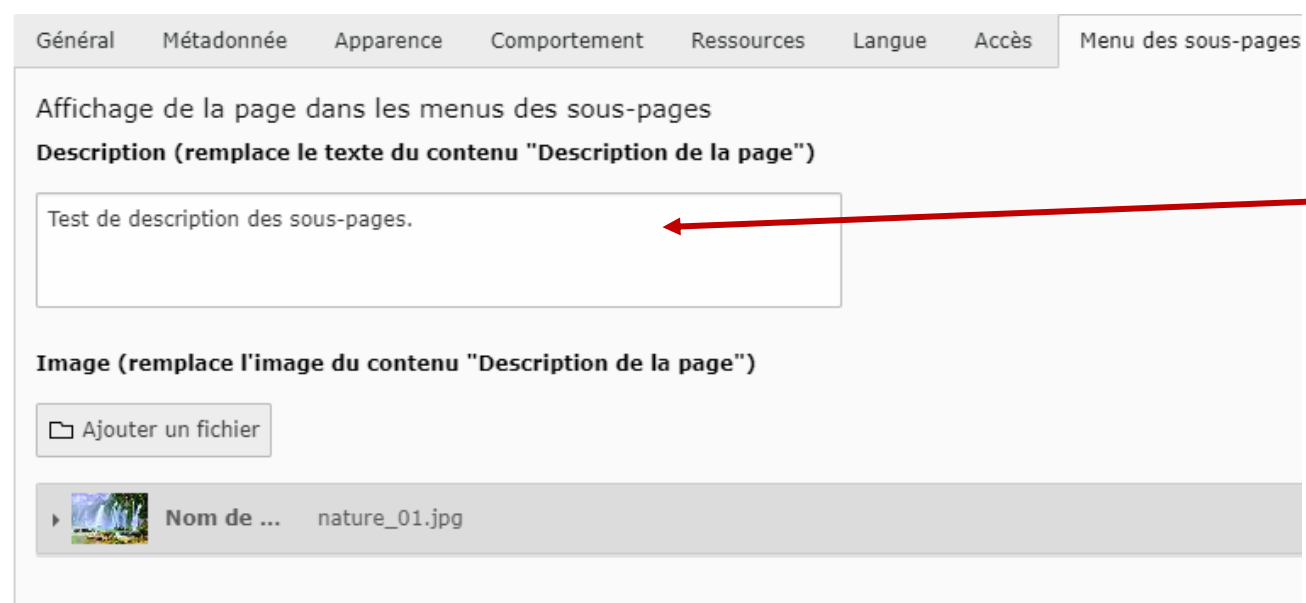 Général Métadonnée Apparence Comportement Ressources Langue Accès Menu des sous-pages
Affichage de la page dans les menus des sous-pages
Description (remplace le texte du contenu "Description de la page")
Test de description des sous-pages.
Image (remplace l'image du contenu "Description de la page")
Ajouter un fichier
Nom de ... nature_01.jpg